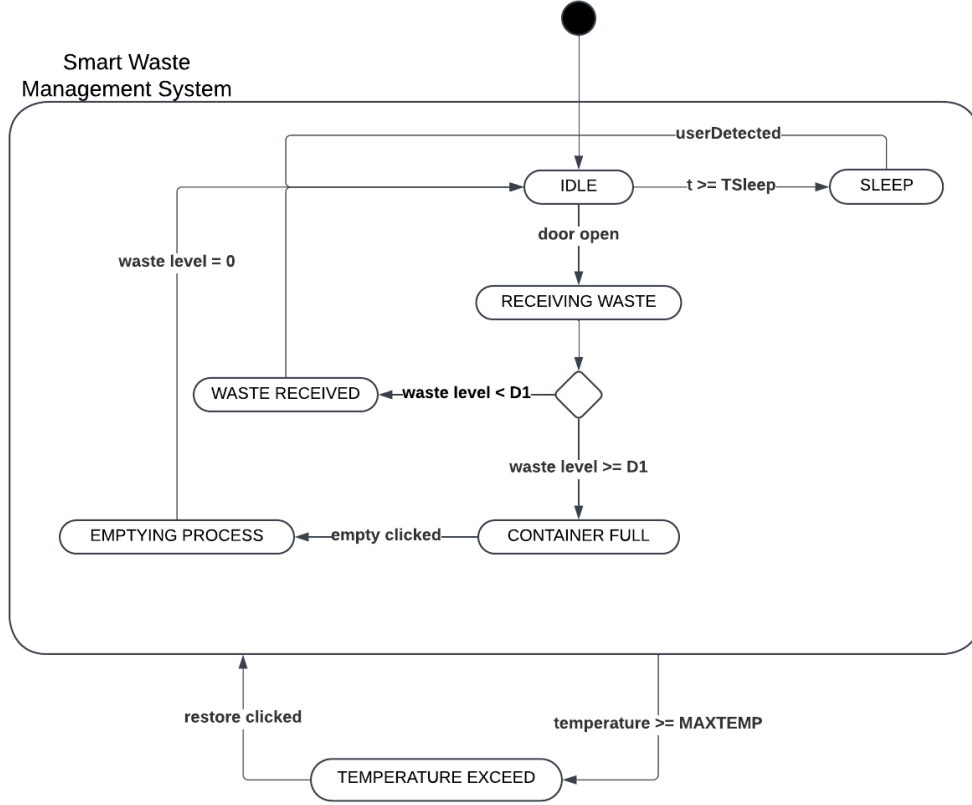 Smart Waste
Management System
userDetected
IDLE
t >= TSleep
SLEEP
door open
waste level = 0
RECEIVING WASTE
WASTE RECEIVED
waste level < D1
waste level >= D1
EMPTYING PROCESS
empty clicked
CONTAINER FULL
restore clicked
temperature >= MAXTEMP
TEMPERATURE EXCEED